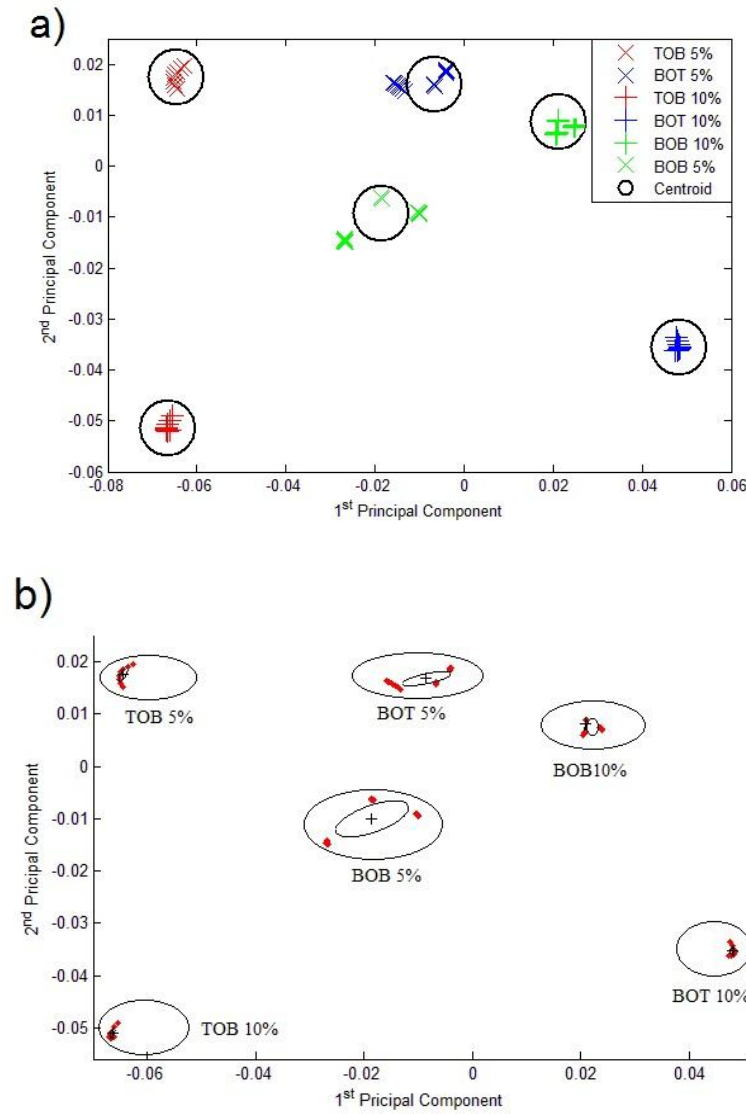 a)
0.02
0.01
0
-0.01
-0.02
-0.03
-0.04
-0.05
-0.06
-0.08 -0.06 -0.04 -0.02 0 0.02 0.04 0.06
2nd Principal Component
1st Principal Component
TOB 5%
BOT 5%
TOB 10%
BOT 10%
BOB 10%
BOB 5%
Centroid
b)
0.02
0.01
0
-0.01
-0.02
-0.03
-0.04
-0.05
-0.06 -0.04 -0.02 0 0.02 0.04
2nd Pricipal Component
1st Principal Component
TOB 5%
BOT 5%
BOB10%
BOB 5%
BOT 10%
TOB 10%